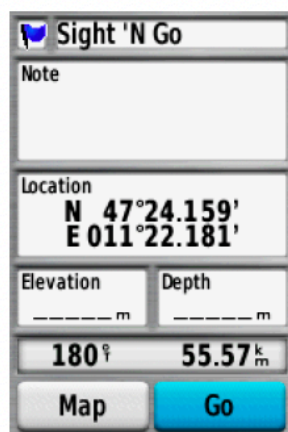 Sight 'N Go
Note
Location
N 47°24.159'
E 011°22.181'
Elevation
Depth
_____m
_____m
180°
55.57 km
Map
Go